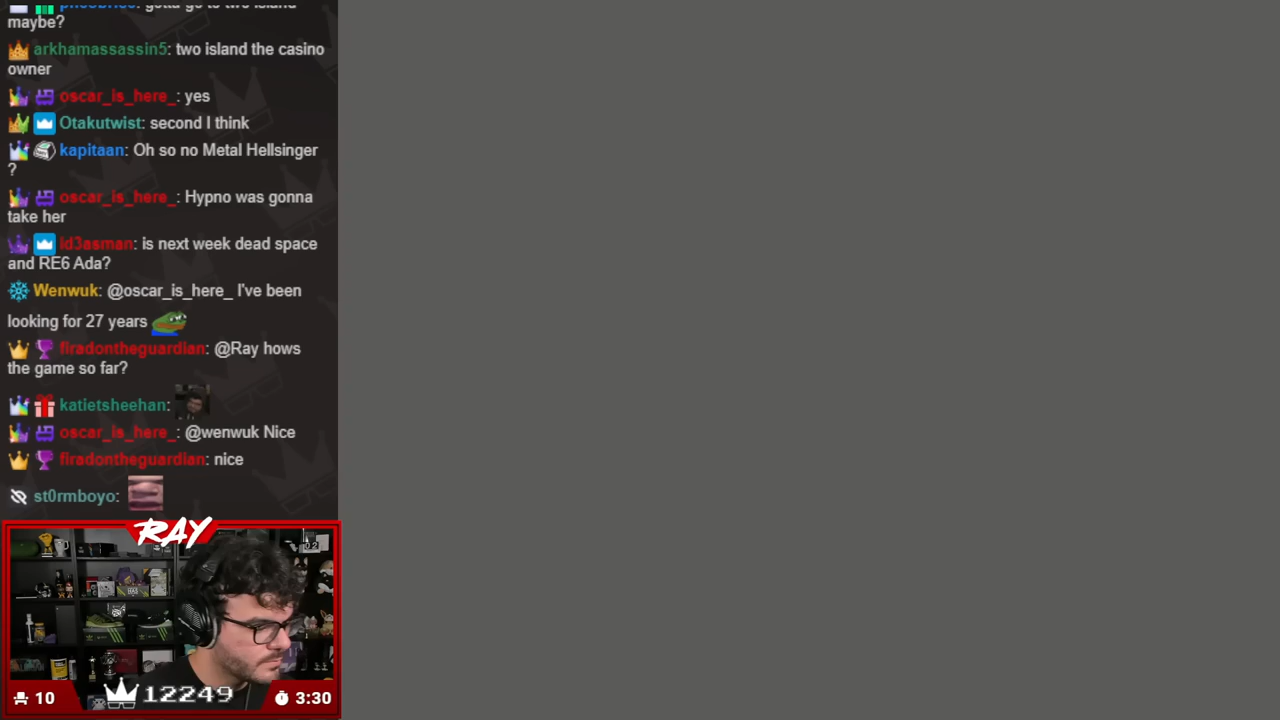 maybe?
arkhamassassin5: two island the casino
owner
oscar_is_here_: yes
Otakutwist: second I think
kapitaan: Oh so no Metal Hellsinger
?
oscar_is_here_: Hypno was gonna
take her
id3asman: is next week dead space
and RE6 Ada?
Wenwuk: @oscar_is_here_ I've been
looking for 27 years
firadontheguardian: @Ray hows
the game so far?
katietsheehan:
oscar_is_here_: @wenwuk Nice
firadontheguardian: nice
st0rmboyo:
RAY
10
12249
3:30